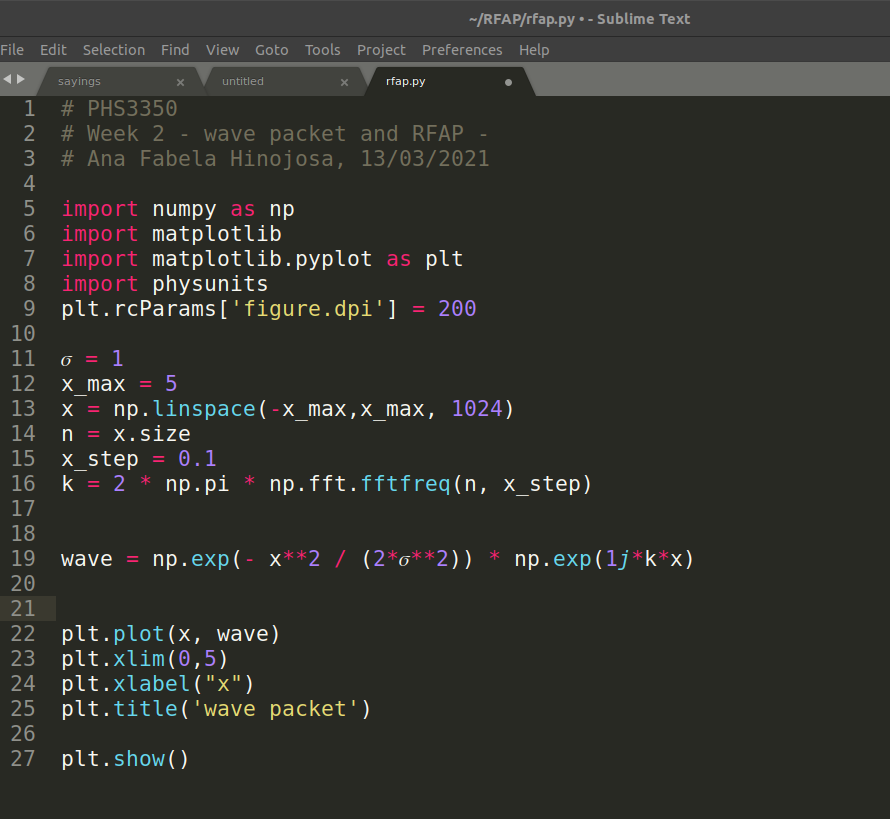 ~/RFAP/rfap.py • - Sublime Text
File Edit Selection Find View Goto Tools Project Preferences Help
sayings × untitled × rfap.py ●
1 # PHS3350
2 # Week 2 - wave packet and RFAP -
3 # Ana Fabela Hinojosa, 13/03/2021
4
5 import numpy as np
6 import matplotlib
7 import matplotlib.pyplot as plt
8 import physunits
9 plt.rcParams['figure.dpi'] = 200
10
11 σ = 1
12 x_max = 5
13 x = np.linspace(-x_max,x_max, 1024)
14 n = x.size
15 x_step = 0.1
16 k = 2 * np.pi * np.fft.fftfreq(n, x_step)
17
18
19 wave = np.exp(- x**2 / (2*σ**2)) * np.exp(1j*k*x)
20
21
22 plt.plot(x, wave)
23 plt.xlim(0,5)
24 plt.xlabel("x")
25 plt.title('wave packet')
26
27 plt.show()